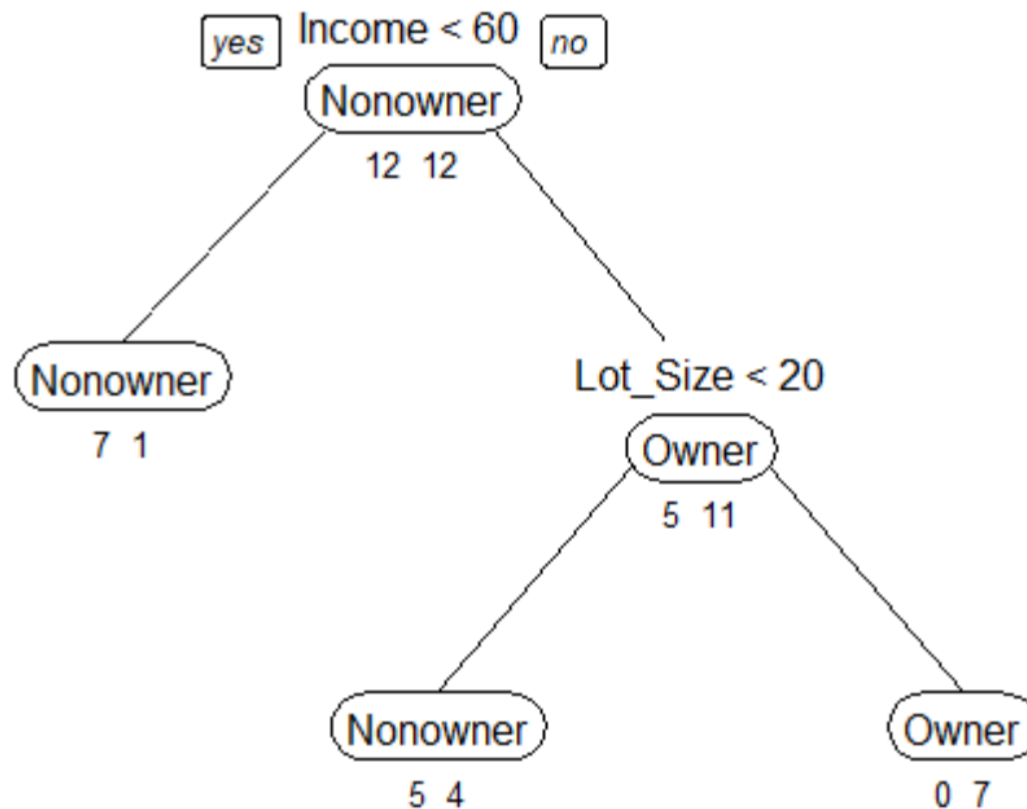 yes Income < 60 no
Nonowner
12 12
Nonowner
7 1
Lot_Size < 20
Owner
5 11
Nonowner
5 4
Owner
0 7